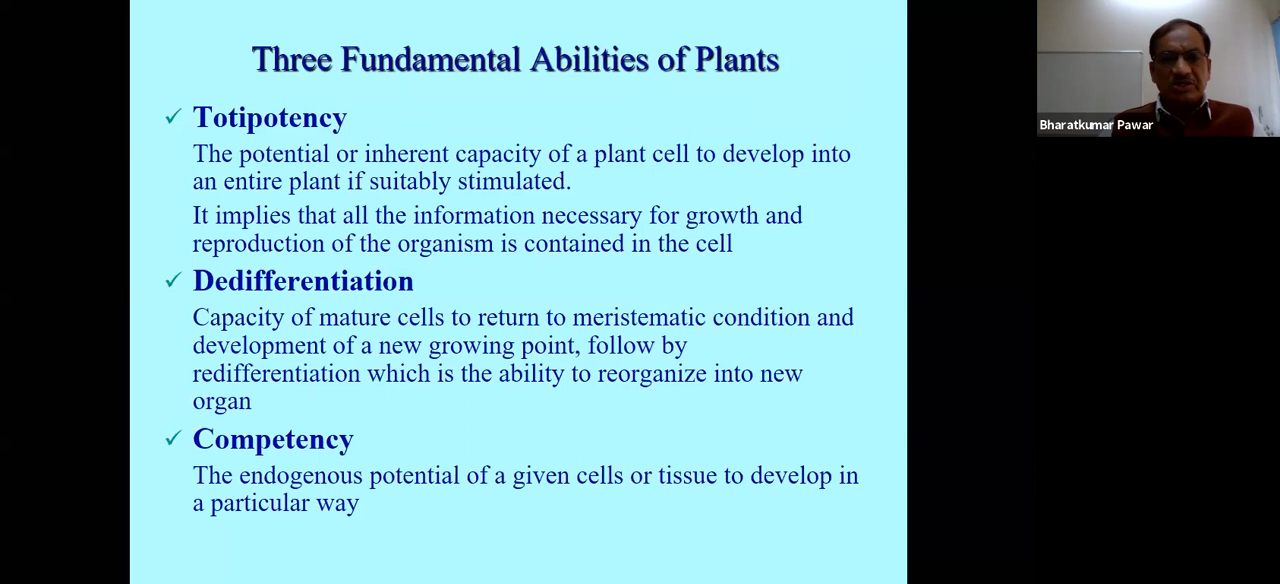 Three Fundamental Abilities of Plants
Totipotency
The potential or inherent capacity of a plant cell to develop into
an entire plant if suitably stimulated.
It implies that all the information necessary for growth and
reproduction of the organism is contained in the cell
Dedifferentiation
Capacity of mature cells to return to meristematic condition and
development of a new growing point, follow by
redifferentiation which is the ability to reorganize into new
organ
Competency
The endogenous potential of a given cells or tissue to develop in
a particular way
Bharatkumar Pawar